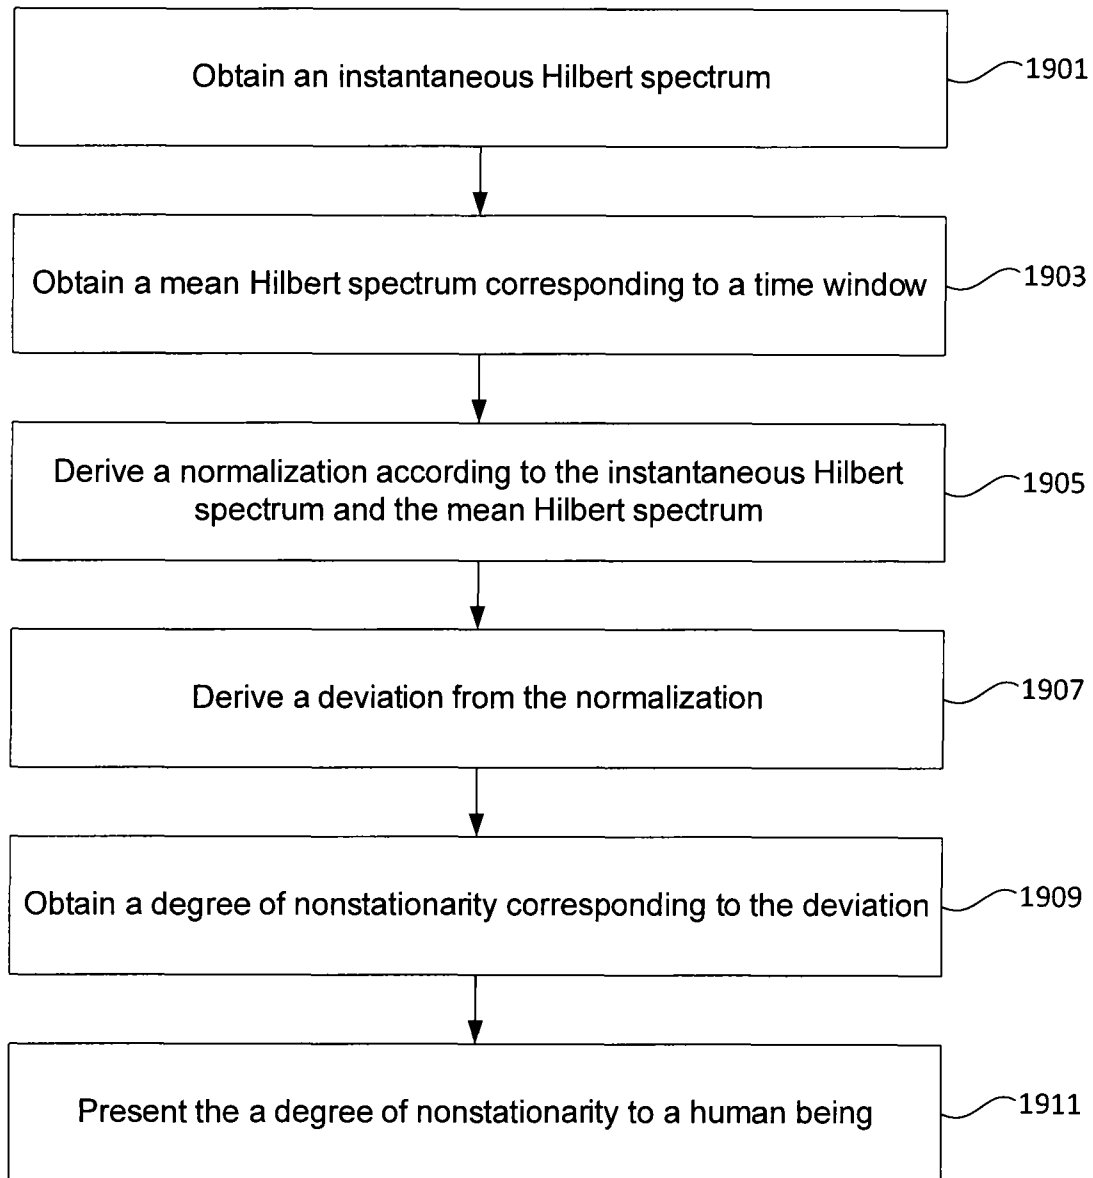 Obtain an instantaneous Hilbert spectrum
1901
Obtain a mean Hilbert spectrum corresponding to a time window
1903
Derive a normalization according to the instantaneous Hilbert
spectrum and the mean Hilbert spectrum
1905
Derive a deviation from the normalization
1907
Obtain a degree of nonstationarity corresponding to the deviation
1909
Present the a degree of nonstationarity to a human being
1911